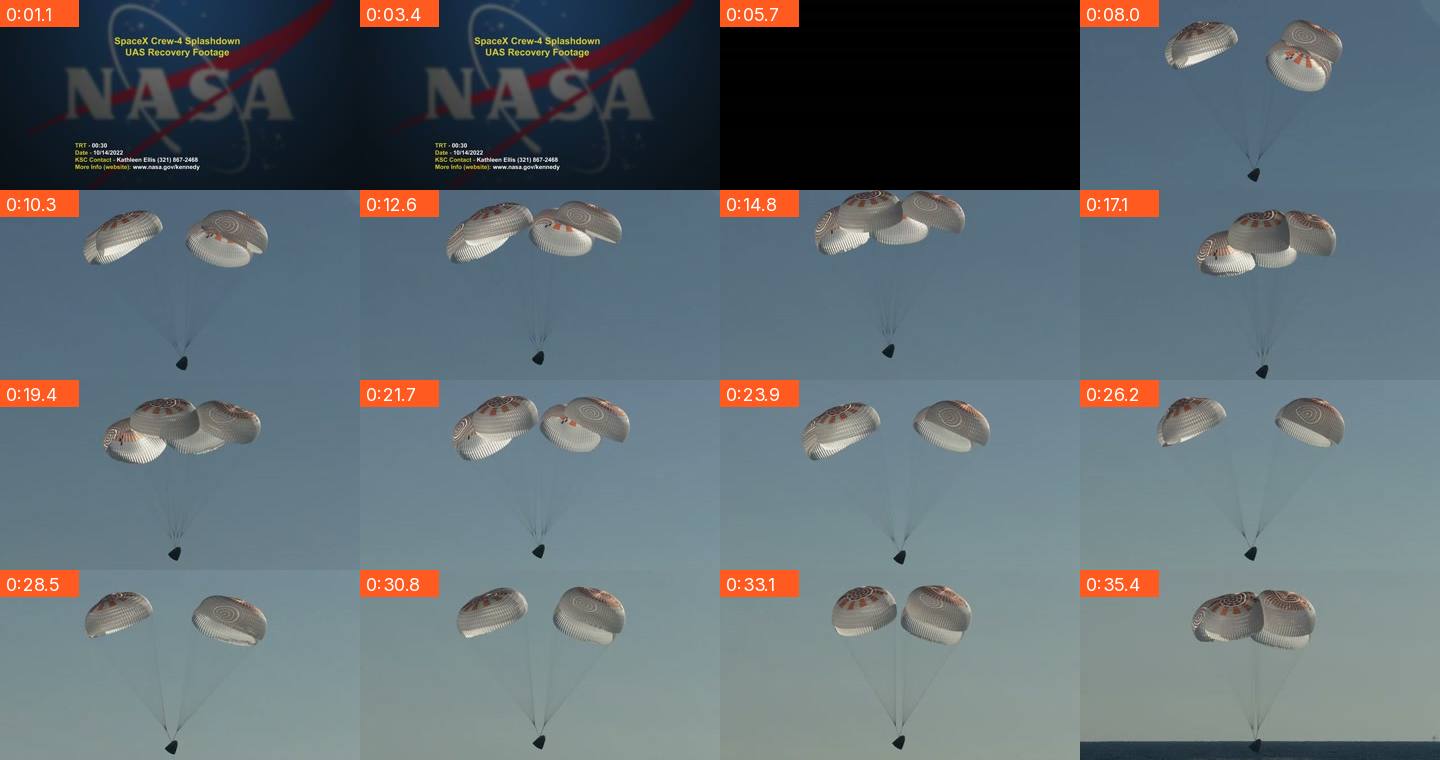 0:01.1
SpaceX Crew-4 Splashdown
UAS Recovery Footage
NASA
TRT - 00:30
Date - 10/14/2022
KSC Contact - Kathleen Ellis (321) 867-2468
More Info (website): www.nasa.gov/kennedy
0:03.4
SpaceX Crew-4 Splashdown
UAS Recovery Footage
NASA
TRT - 00:30
Date - 10/14/2022
KSC Contact - Kathleen Ellis (321) 867-2468
More Info (website): www.nasa.gov/kennedy
0:05.7
0:08.0
0:10.3
0:12.6
0:14.8
0:17.1
0:19.4
0:21.7
0:23.9
0:26.2
0:28.5
0:30.8
0:33.1
0:35.4